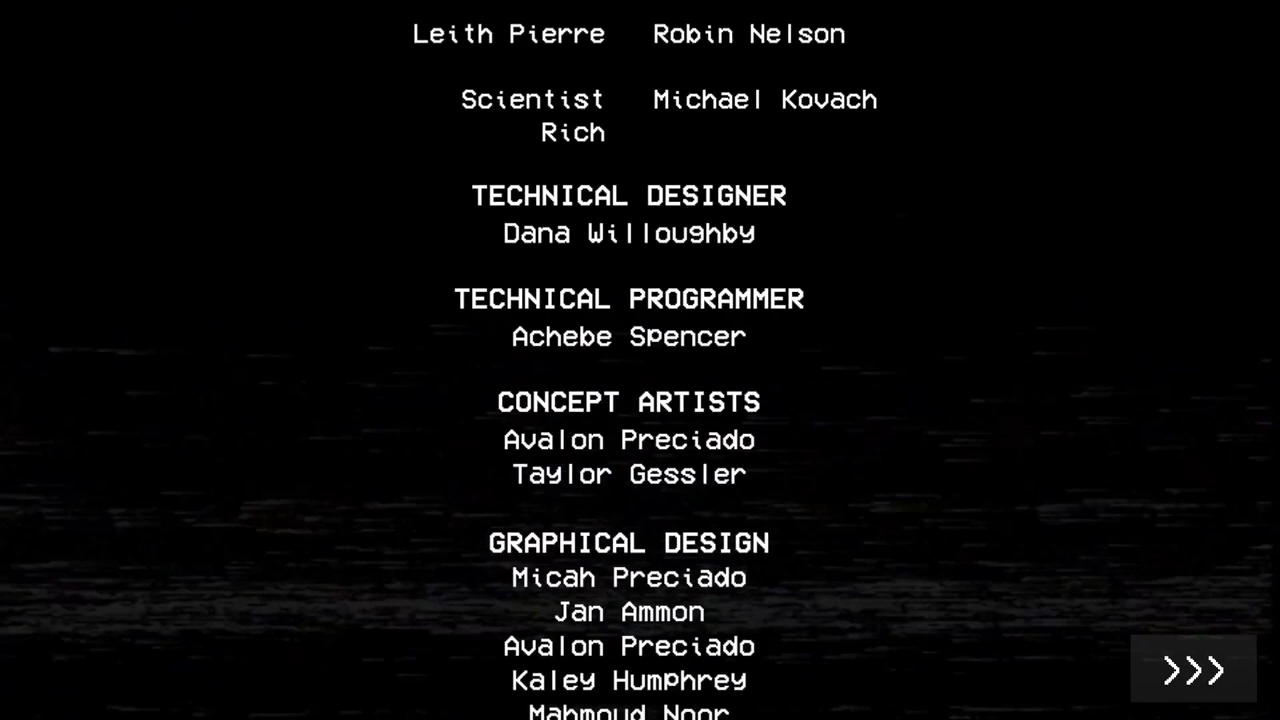 Leith Pierre Robin Nelson
Scientist Michael Kovach
Rich
TECHNICAL DESIGNER
Dana Willoughby
TECHNICAL PROGRAMMER
Achebe Spencer
CONCEPT ARTISTS
Avalon Preciado
Taylor Gessler
GRAPHICAL DESIGN
Micah Preciado
Jan Ammon
Avalon Preciado
Kaley Humphrey
Mahmoud Noor
>>>